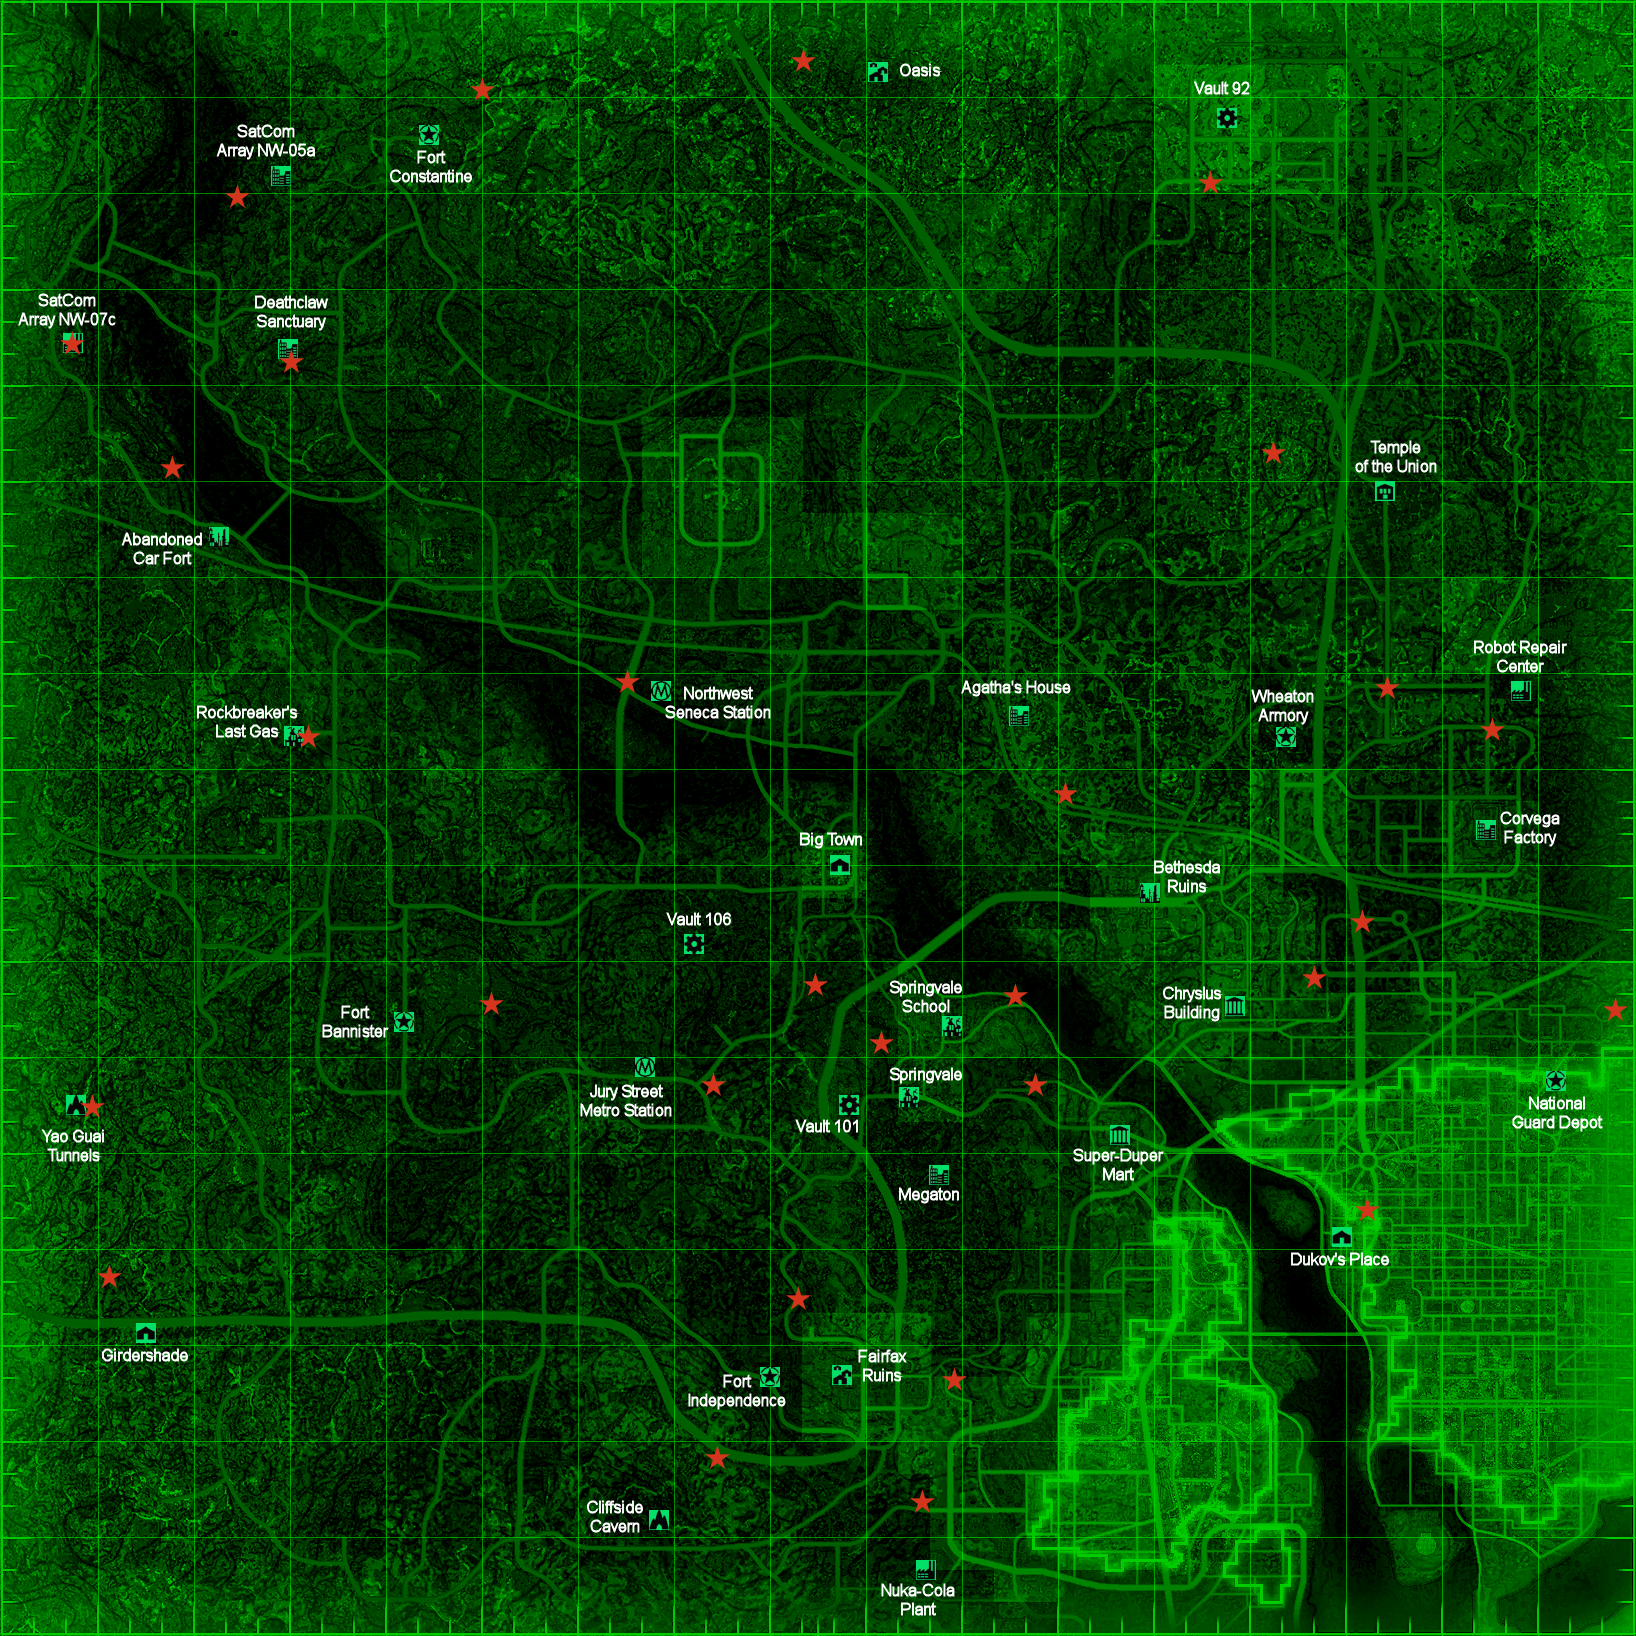 Oasis
Vault 92
SatCom
Array NW-05a
Fort
Constantine
SatCom
Array NW-07c
Deathclaw
Sanctuary
Temple
of the Union
Abandoned
Car Fort
Robot Repair
Center
Agatha's House
Northwest
Seneca Station
Wheaton
Armory
Rockbreaker's
Last Gas
Corvega
Factory
Big Town
Bethesda
Ruins
Vault 106
Springvale
School
Chryslus
Building
Fort
Bannister
Springvale
Jury Street
Metro Station
National
Guard Depot
Vault 101
Yao Guai
Tunnels
Super-Duper
Mart
Megaton
Dukov's Place
Girdershade
Fairfax
Ruins
Fort
Independence
Cliffside
Cavern
Nuka-Cola
Plant